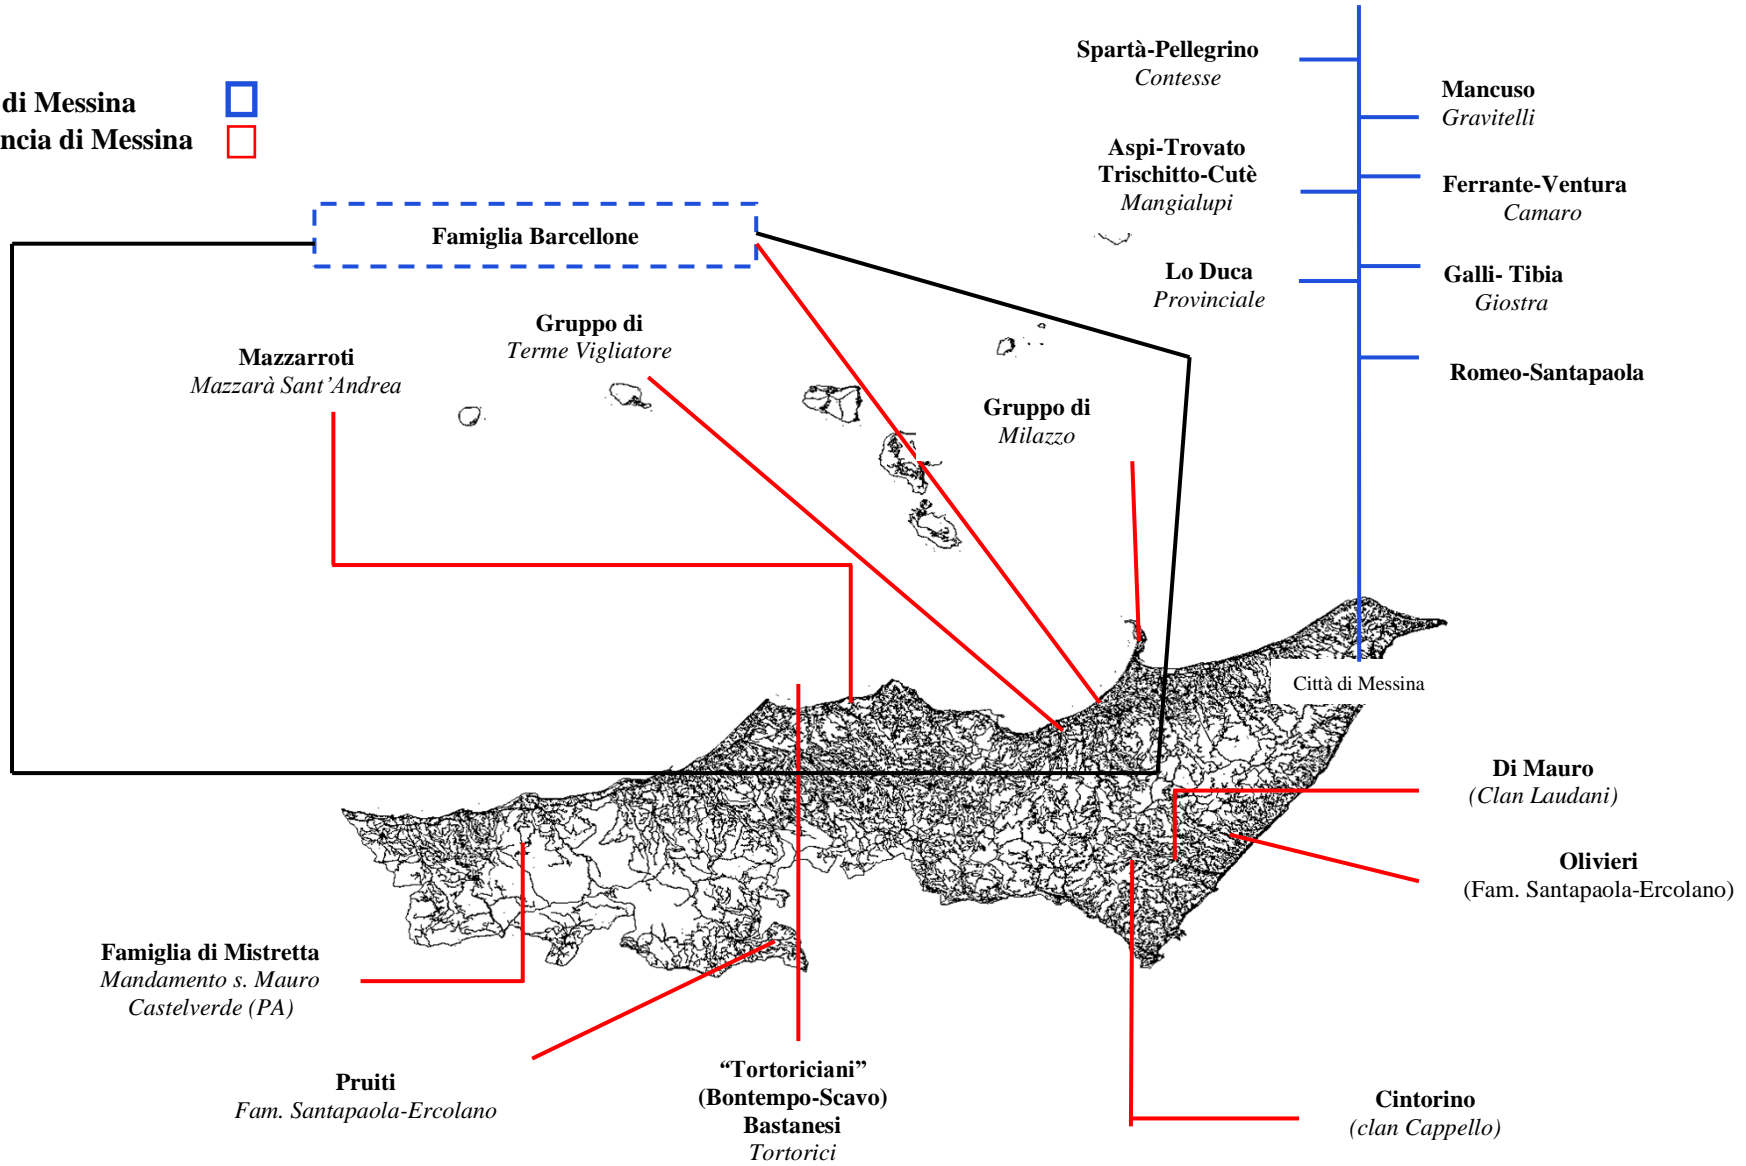 di Messina
ncia di Messina
Famiglia Barcellone
Mazzarroti
Mazzarà Sant’Andrea
Gruppo di
Terme Vigliatore
Gruppo di
Milazzo
Spartà-Pellegrino
Contesse
Aspi-Trovato
Trischitto-Cutè
Mangialupi
Lo Duca
Provinciale
Mancuso
Gravitelli
Ferrante-Ventura
Camaro
Galli- Tibia
Giostra
Romeo-Santapaola
Città di Messina
Di Mauro
(Clan Laudani)
Olivieri
(Fam. Santapaola-Ercolano)
Famiglia di Mistretta
Mandamento s. Mauro
Castelverde (PA)
Pruiti
Fam. Santapaola-Ercolano
“Tortoriciani”
(Bontempo-Scavo)
Bastanesi
Tortorici
Cintorino
(clan Cappello)